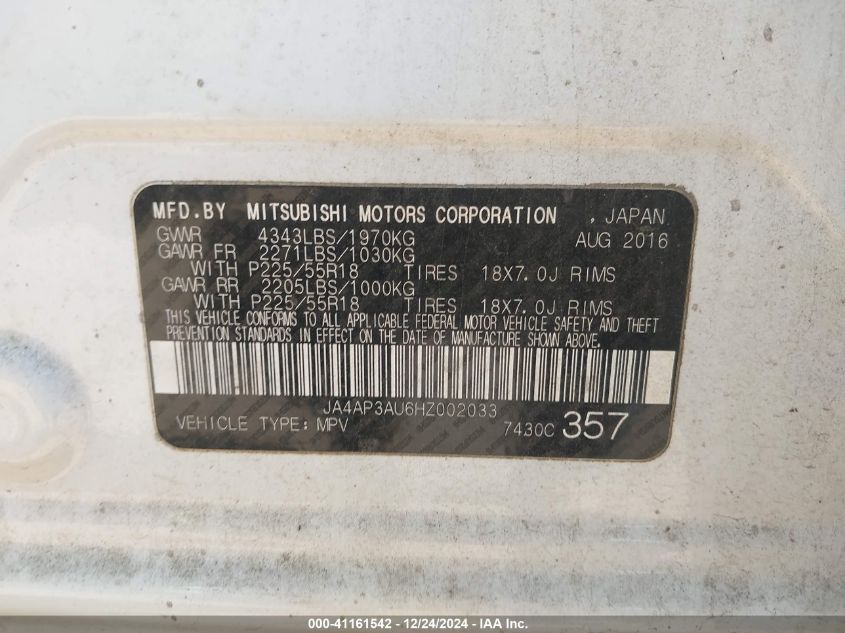 MFD.BY MITSUBISHI MOTORS CORPORATION , JAPAN
GVWR 4343LBS/1970KG AUG 2016
GAWR FR 2271LBS/1030KG
WITH P225/55R18 TIRES 18X7.0J RIMS
GAWR RR 2205LBS/1000KG
WITH P225/55R18 TIRES 18X7.0J RIMS
THIS VEHICLE CONFORMS TO ALL APPLICABLE FEDERAL MOTOR VEHICLE SAFETY AND THEFT
PREVENTION STANDARDS IN EFFECT ON THE DATE OF MANUFACTURE SHOWN ABOVE.
JA4AP3AU6HZ002033
VEHICLE TYPE: MPV 7430C 357
000-41161542 - 12/24/2024 - IAA Inc.